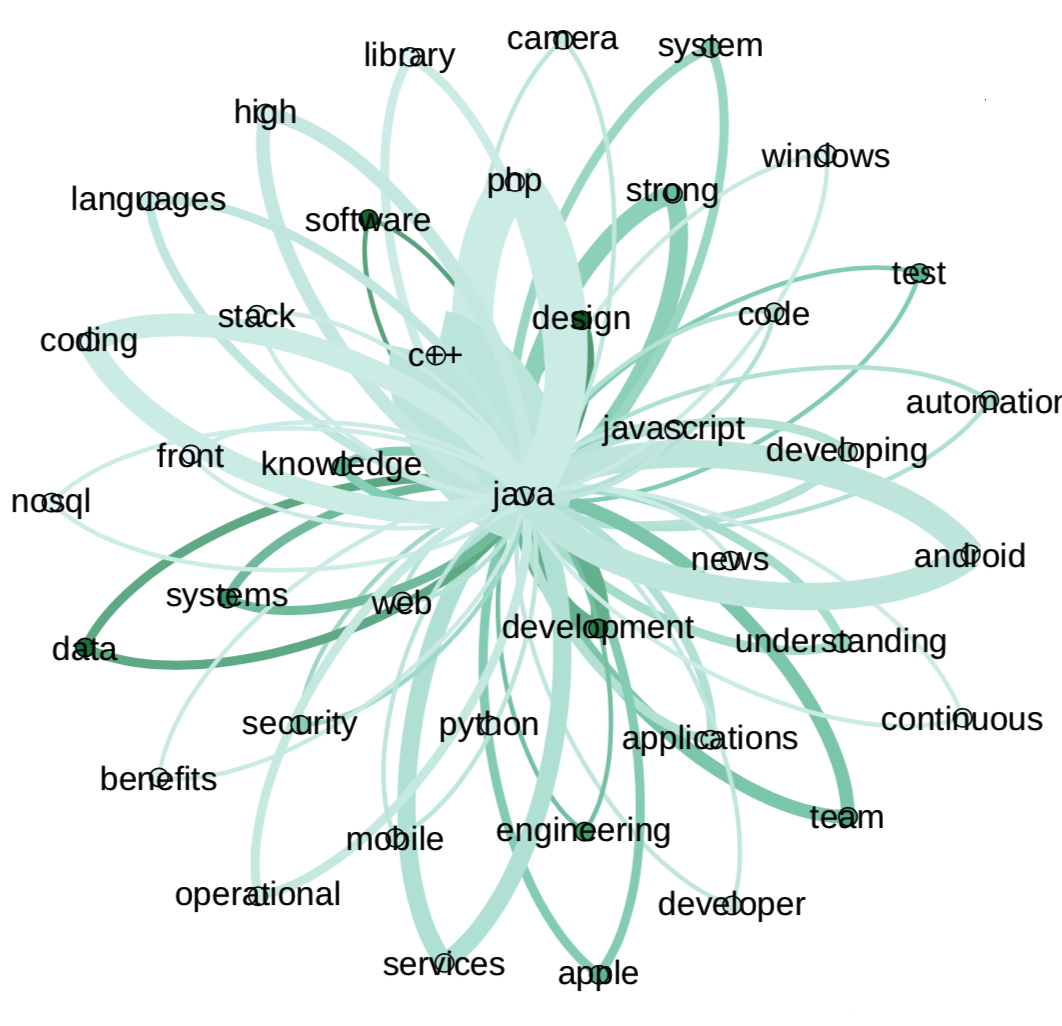 camera
system
library
high
windows
php
strong
languages
software
test
stack
design
code
coding
c++
automation
javascript
developing
front
knowledge
java
nosql
news
android
systems
web
development
understanding
data
security
python
applications
continuous
benefits
team
mobile
engineering
operational
developer
services
apple